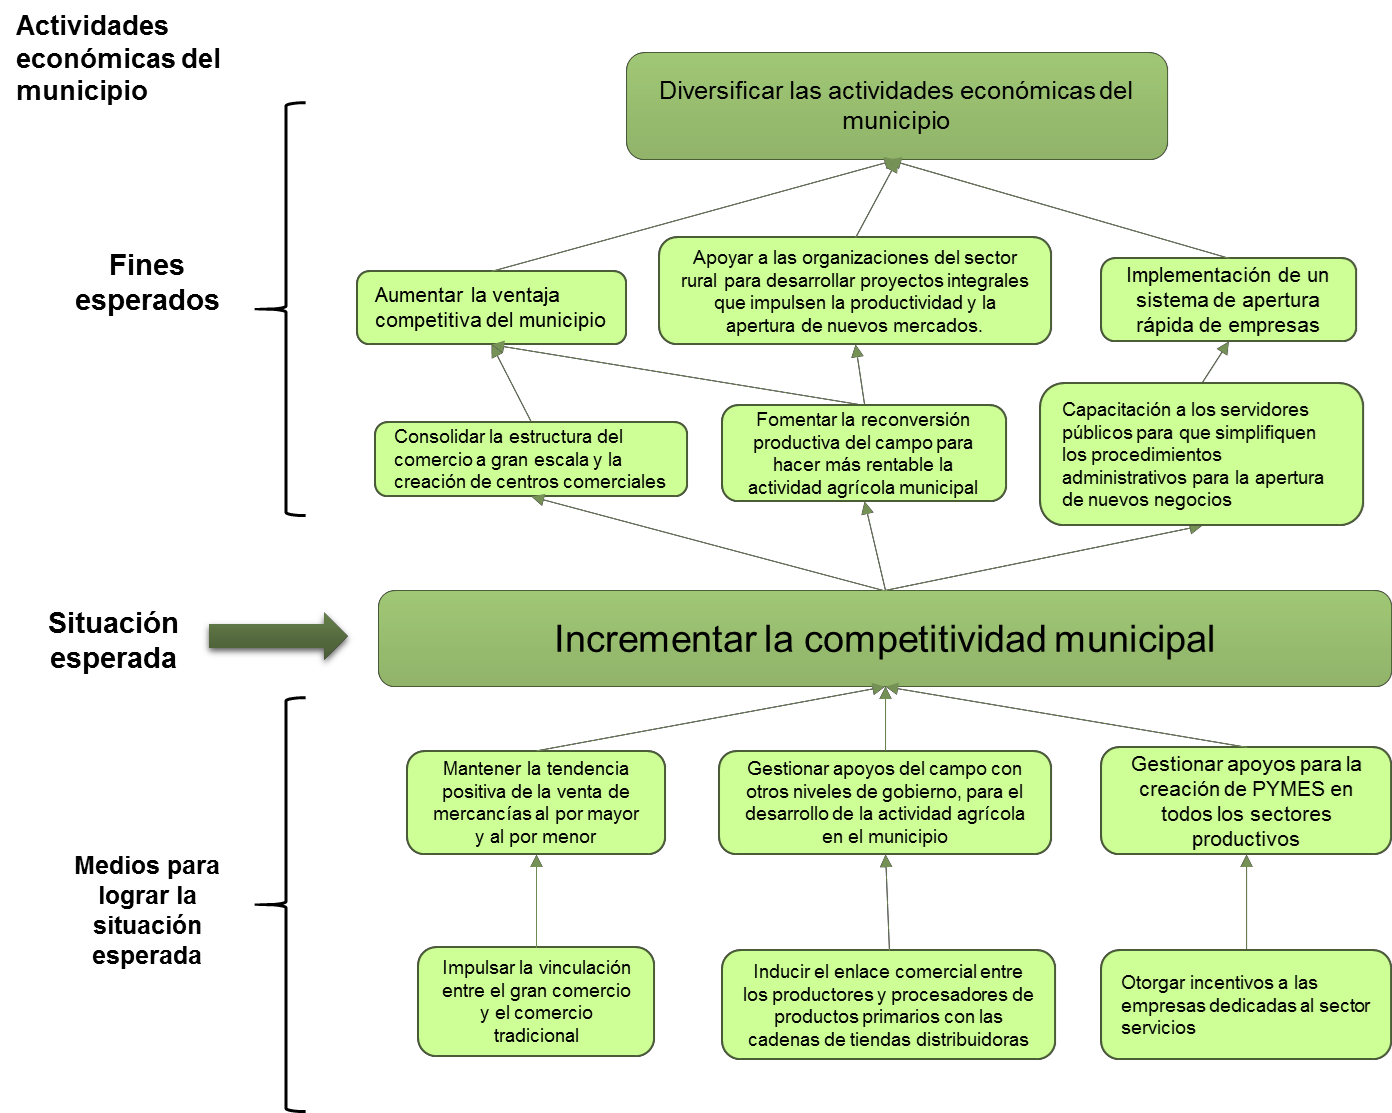 Actividades
económicas del
municipio
Diversificar las actividades económicas del
municipio
Fines
esperados
Aumentar la ventaja
competitiva del municipio
Apoyar a las organizaciones del sector
rural para desarrollar proyectos integrales
que impulsen la productividad y la
apertura de nuevos mercados.
Implementación de un
sistema de apertura
rápida de empresas
Consolidar la estructura del
comercio a gran escala y la
creación de centros comerciales
Fomentar la reconversión
productiva del campo para
hacer más rentable la
actividad agrícola municipal
Capacitación a los servidores
públicos para que simplifiquen
los procedimientos
administrativos para la apertura
de nuevos negocios
Situación
esperada
Incrementar la competitividad municipal
Medios para
lograr la
situación
esperada
Mantener la tendencia
positiva de la venta de
mercancías al por mayor
y al por menor
Gestionar apoyos del campo con
otros niveles de gobierno, para el
desarrollo de la actividad agrícola
en el municipio
Gestionar apoyos para la
creación de PYMES en
todos los sectores
productivos
Impulsar la vinculación
entre el gran comercio
y el comercio
tradicional
Inducir el enlace comercial entre
los productores y procesadores de
productos primarios con las
cadenas de tiendas distribuidoras
Otorgar incentivos a las
empresas dedicadas al sector
servicios